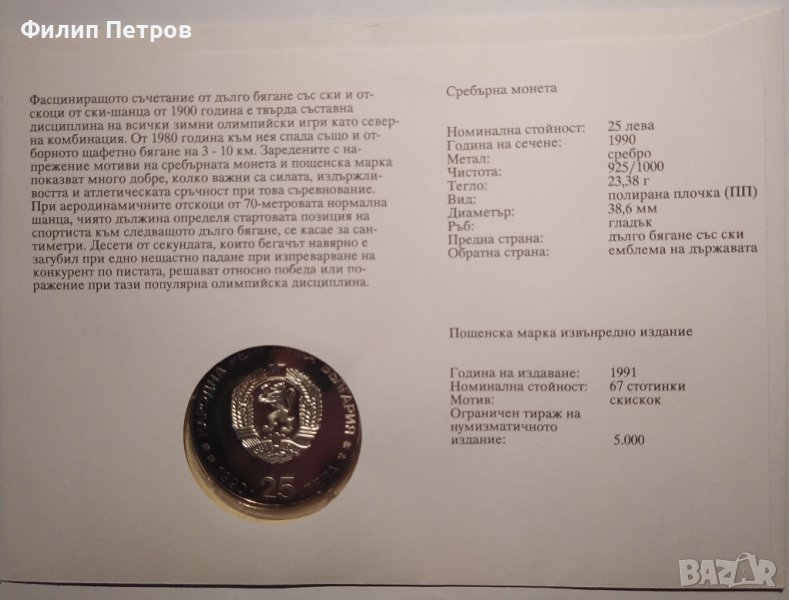 Филип Петров
Фасциниращото съчетание от дълго бягане със ски и от-
скоци от ски-шанца от 1900 година е твърда съставна
дисциплина на всички зимни олимпийски игри като север-
на комбинация. От 1980 година към нея спада също и от-
борното щафетно бягане на 3 - 10 км. Заредените с на-
прежение мотиви на сребърната монета и пощенска марка
показват много добре, колко важни са силата, издържли-
востта и атлетическата сръчност при това съревнование.
При аеродинамичните отскоци от 70-метровата нормална
шанца, чиято дължина определя стартовата позиция на
спортиста към следващото дълго бягане, се касае за сан-
тиметри. Десети от секундата, които бегачът навярно е
загубил при едно нещастно падане при изпреварване на
конкурент по пистата, решават относно победа или по-
ражение при тази популярна олимпийска дисциплина.
Сребърна монета
Номинална стойност: 25 лева
Година на сечене: 1990
Метал: сребро
Чистота: 925/1000
Тегло: 23,38 г
Вид: полирана плочка (ПП)
Диаметър: 38,6 мм
Ръб: гладък
Предна страна: дълго бягане със ски
Обратна страна: емблема на държавата
Пощенска марка извънредно издание
Година на издаване: 1991
Номинална стойност: 67 стотинки
Мотив: скискок
Ограничен тираж на
нумизматичното
издание: 5.000
НАРОДНА РЕПУБЛИКА БЪЛГАРИЯ
1990
25
ЛЕВА
BAZAR